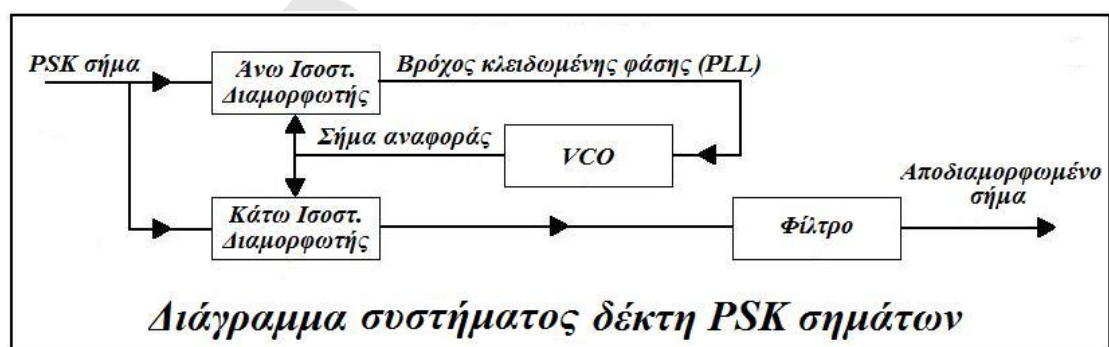 PSK σήμα
Άνω Ισοστ.
Διαμορφωτής
Βρόχος κλειδωμένης φάσης (PLL)
Σήμα αναφοράς
VCO
Αποδιαμορφωμένο
σήμα
Κάτω Ισοστ.
Διαμορφωτής
Φίλτρο
Διάγραμμα συστήματος δέκτη PSK σημάτων